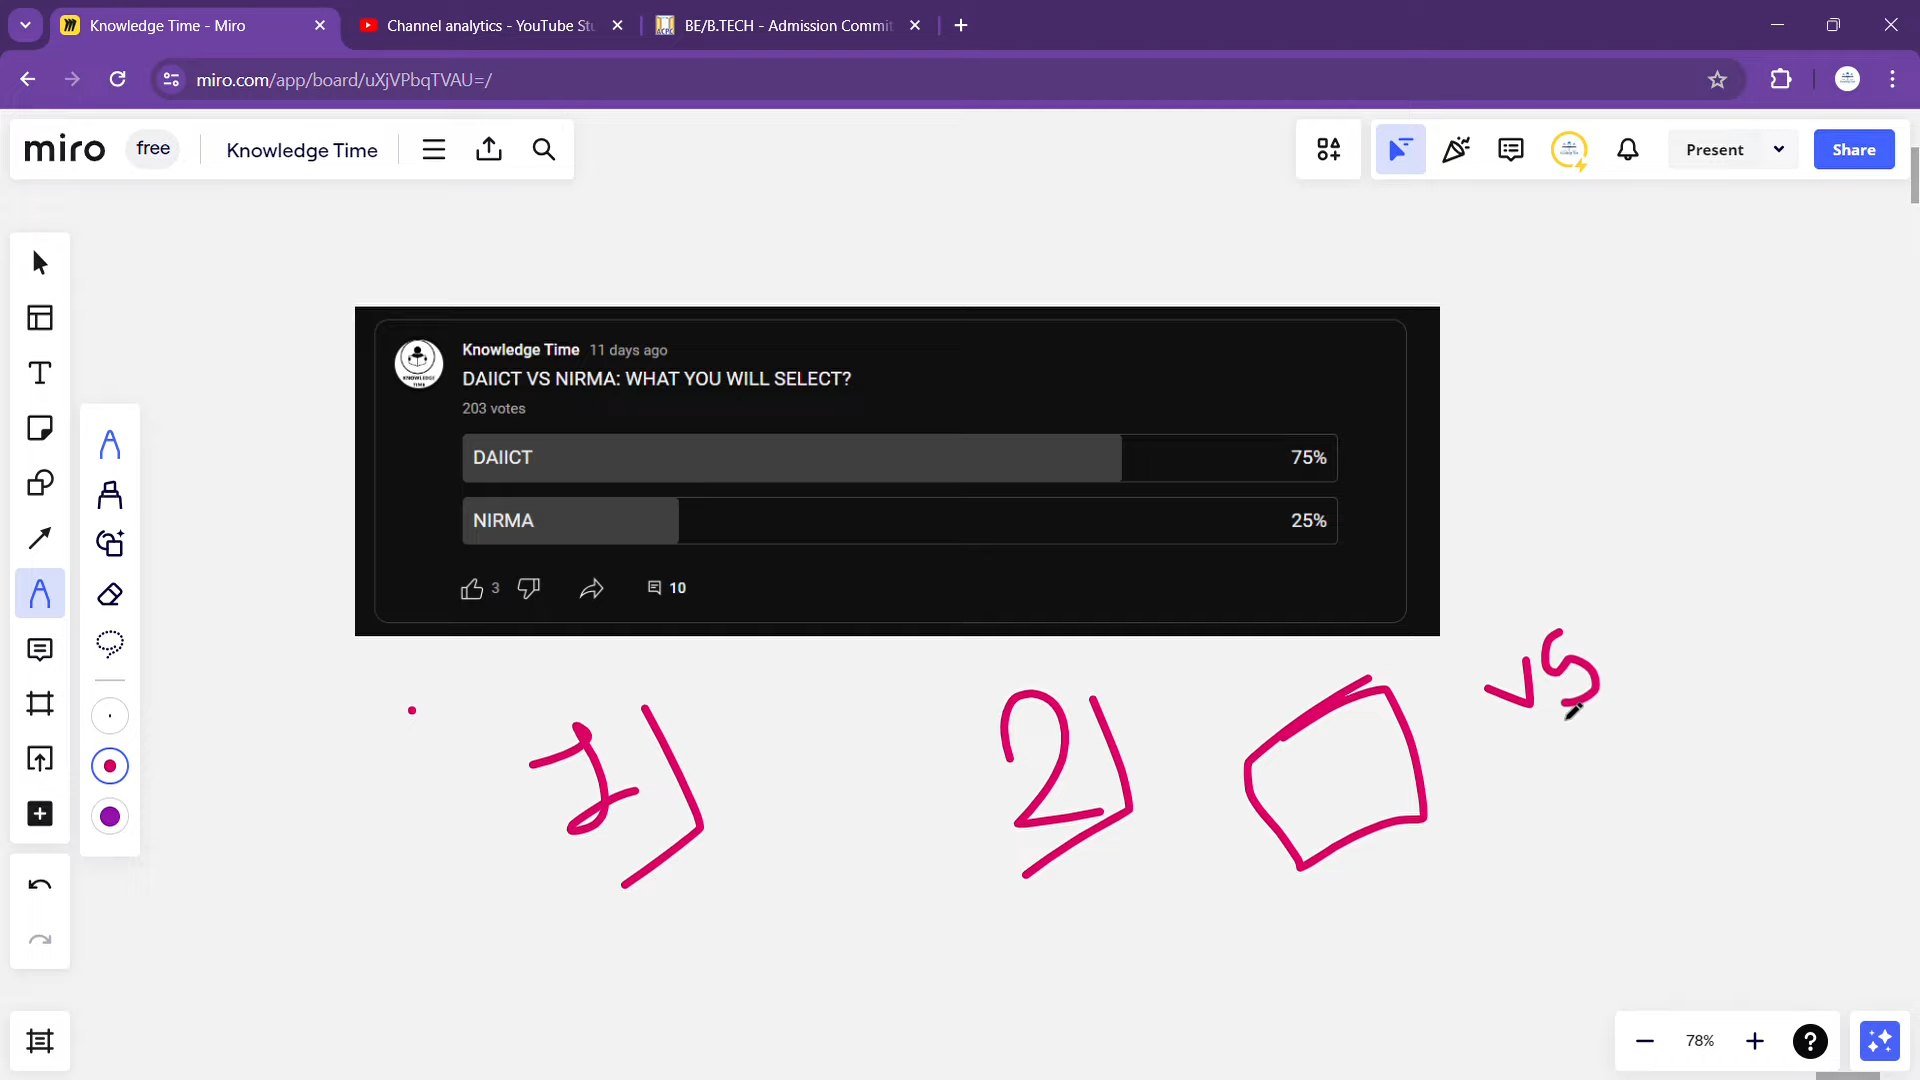 Knowledge Time - Miro
Channel analytics - YouTube Stu
BE/B.TECH - Admission Commit
miro.com/app/board/uXjVPbqTVAU=/
miro
free
Knowledge Time
Present
Share
Knowledge Time 11 days ago
DAIICT VS NIRMA: WHAT YOU WILL SELECT?
203 votes
DAIICT 75%
NIRMA 25%
3
10
VS
2)
78%